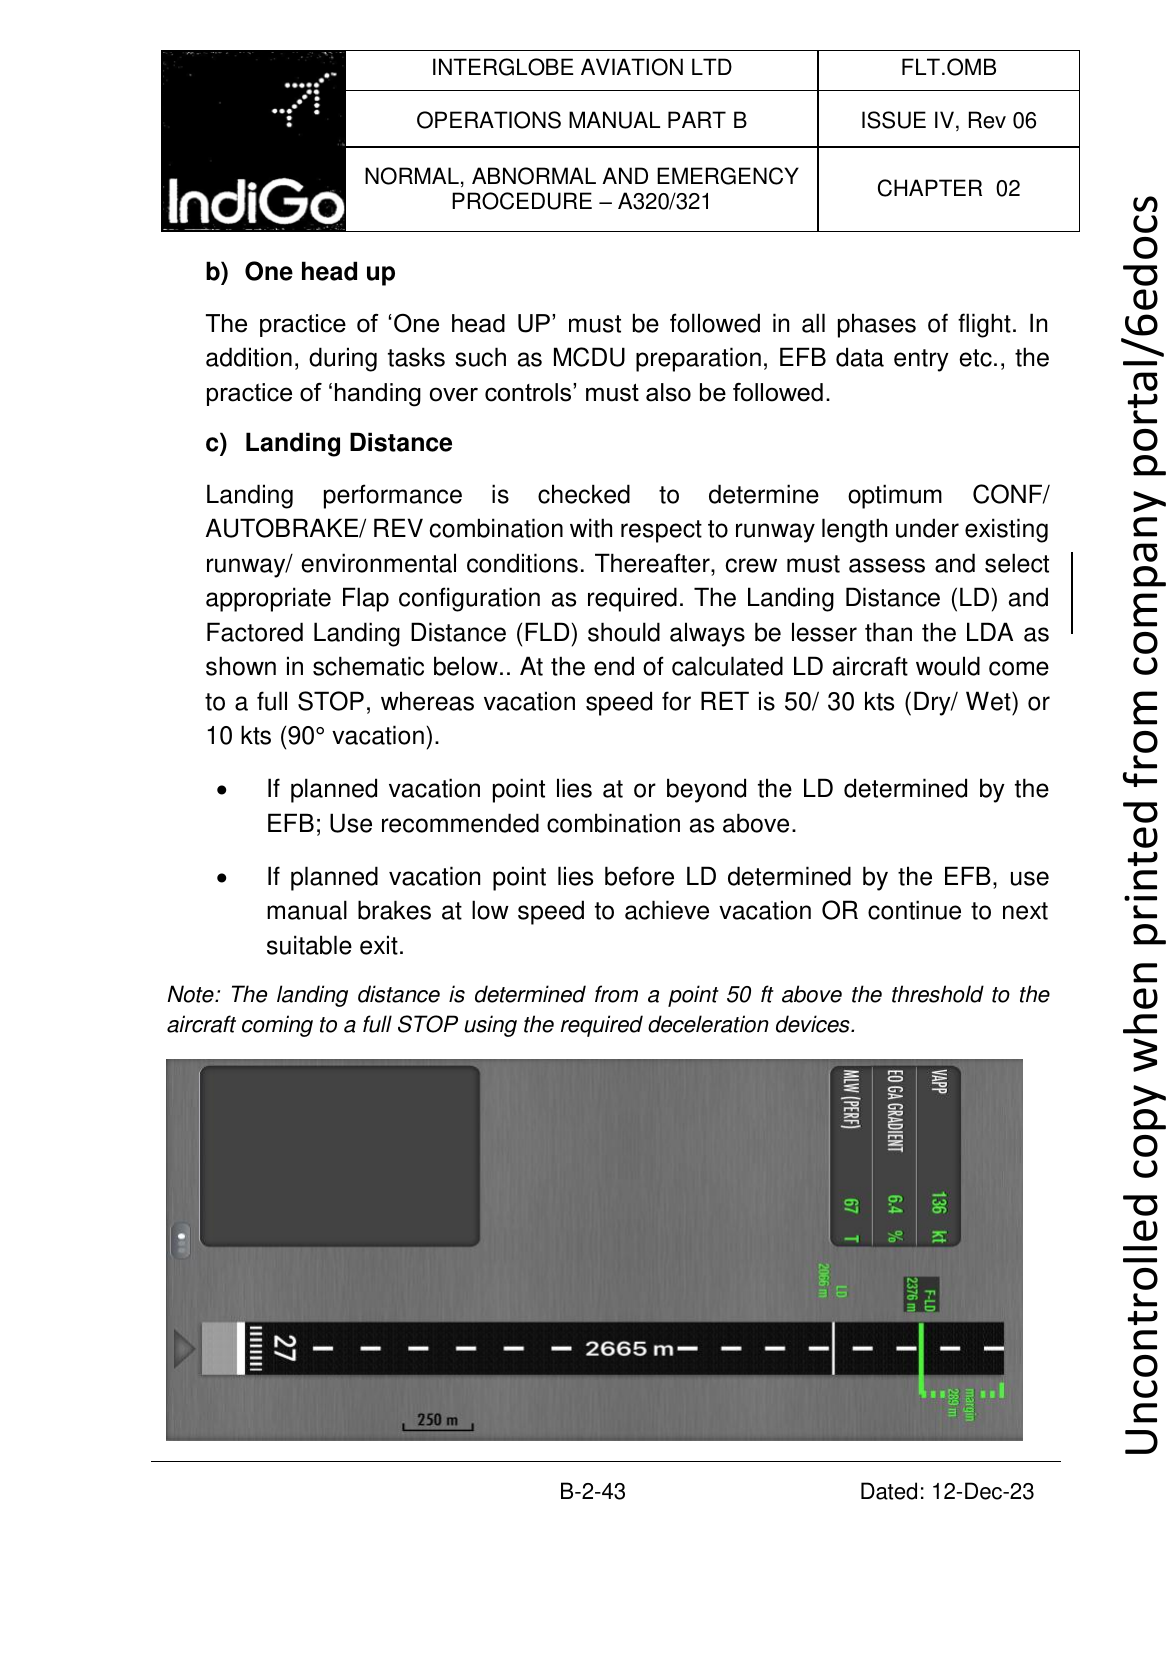 IndiGo
INTERGLOBE AVIATION LTD
FLT.OMB
OPERATIONS MANUAL PART B
ISSUE IV, Rev 06
NORMAL, ABNORMAL AND EMERGENCY
PROCEDURE – A320/321
CHAPTER 02
b) One head up
The practice of ‘One head UP’ must be followed in all phases of flight. In
addition, during tasks such as MCDU preparation, EFB data entry etc., the
practice of ‘handing over controls’ must also be followed.
c) Landing Distance
Landing performance is checked to determine optimum CONF/
AUTOBRAKE/ REV combination with respect to runway length under existing
runway/ environmental conditions. Thereafter, crew must assess and select
appropriate Flap configuration as required. The Landing Distance (LD) and
Factored Landing Distance (FLD) should always be lesser than the LDA as
shown in schematic below.. At the end of calculated LD aircraft would come
to a full STOP, whereas vacation speed for RET is 50/ 30 kts (Dry/ Wet) or
10 kts (90° vacation).
• If planned vacation point lies at or beyond the LD determined by the
EFB; Use recommended combination as above.
• If planned vacation point lies before LD determined by the EFB, use
manual brakes at low speed to achieve vacation OR continue to next
suitable exit.
Note: The landing distance is determined from a point 50 ft above the threshold to the
aircraft coming to a full STOP using the required deceleration devices.
VAPP 136 kt
EO GA GRADIENT 6.4 %
MLW (PERF) 67 T
LD
2066 m
F-LD
2376 m
27
2665 m
margin
289 m
250 m
B-2-43
Dated: 12-Dec-23
Uncontrolled copy when printed from company portal/6edocs